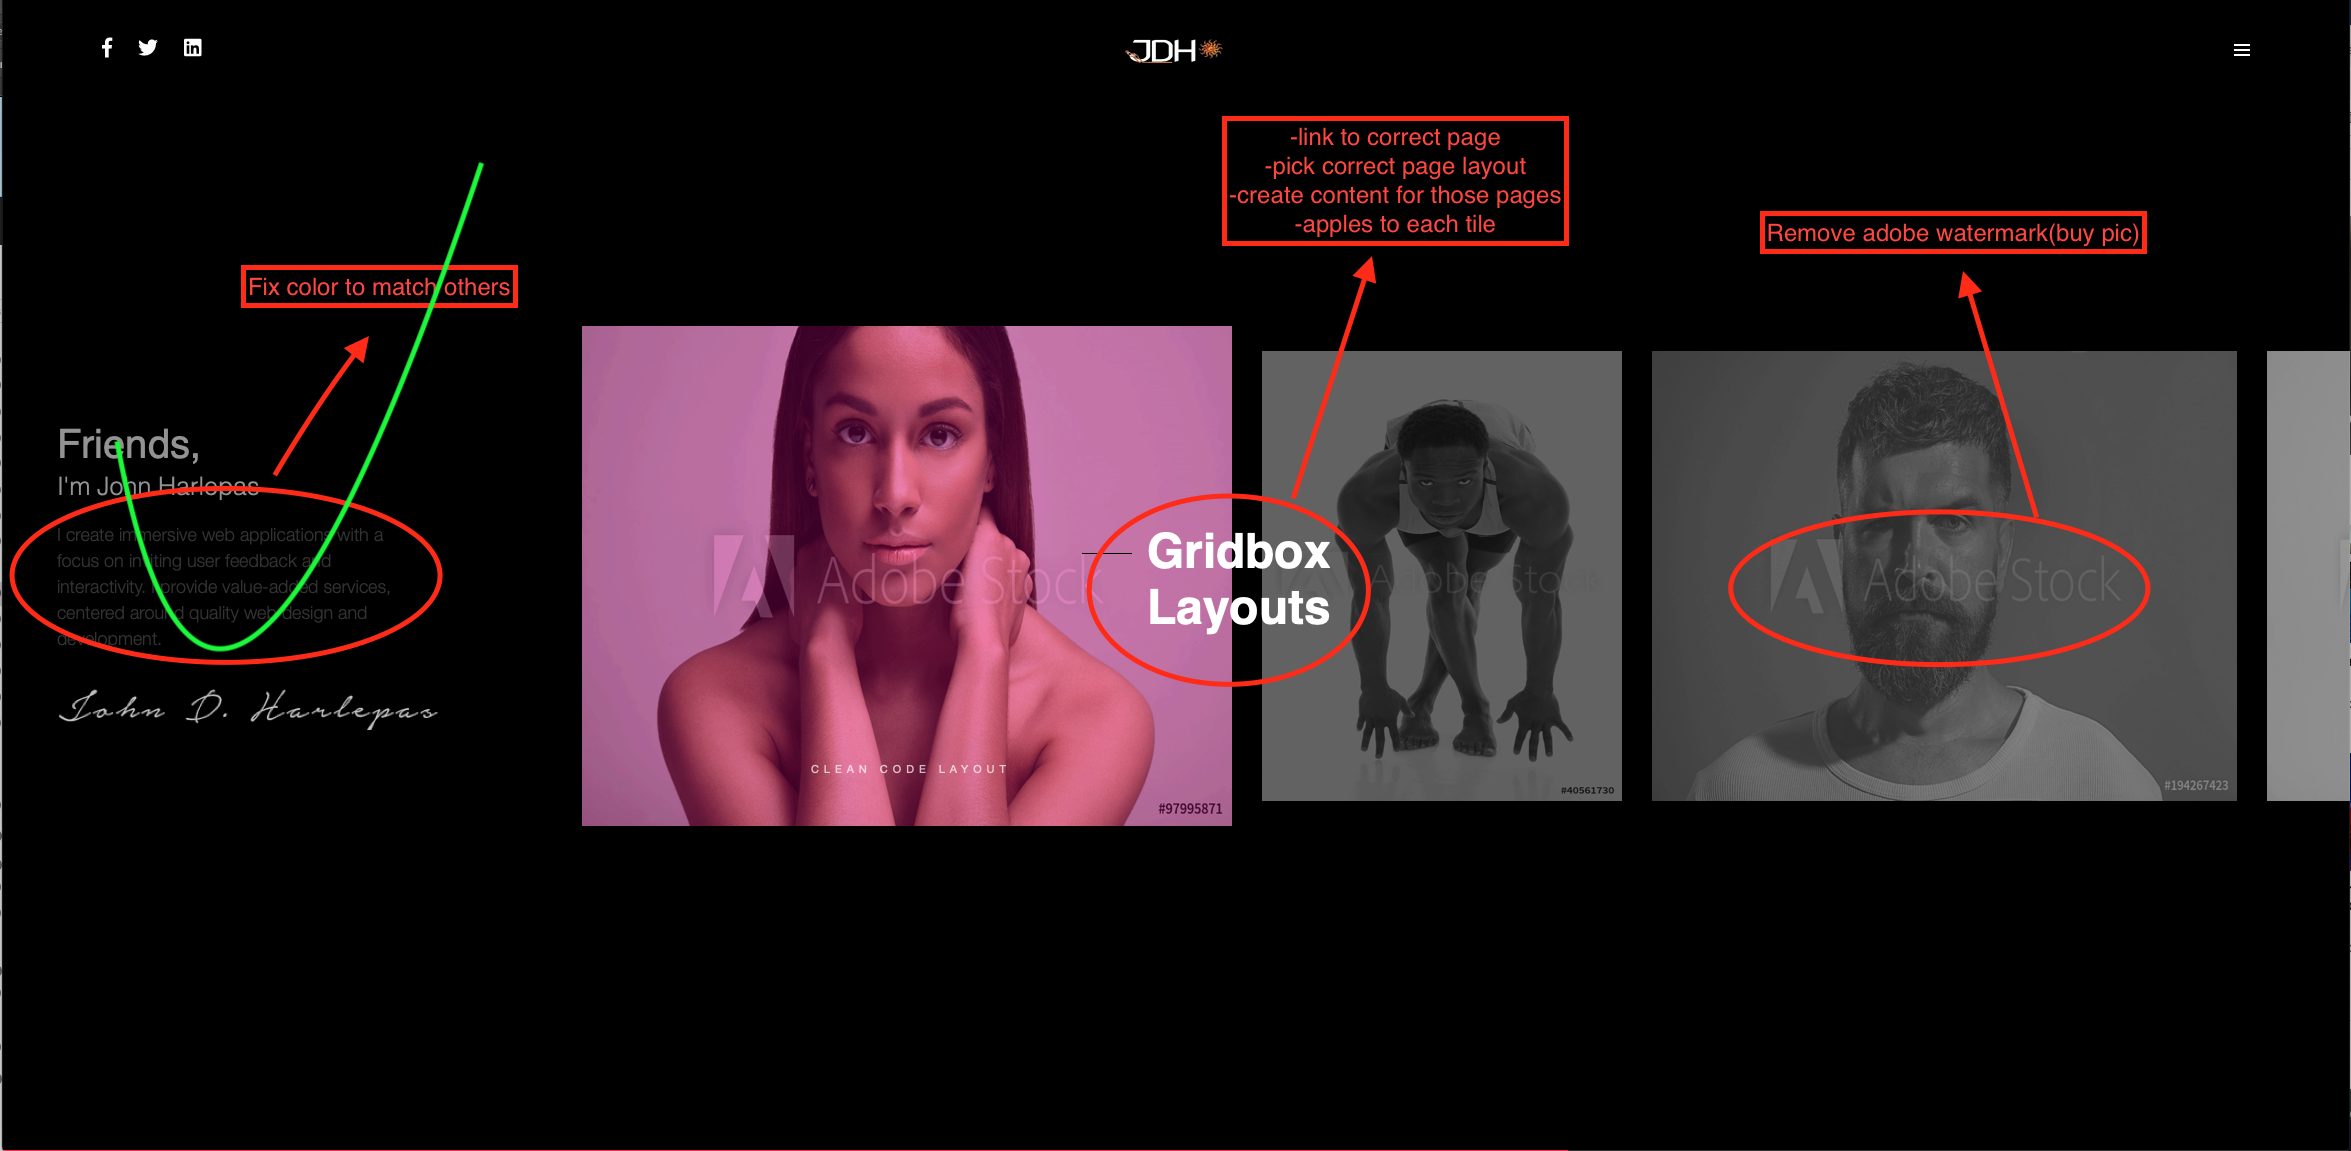 JDH
-link to correct page
-pick correct page layout
-create content for those pages
-apples to each tile
Remove adobe watermark(buy pic)
Fix color to match others
Friends,
I'm John Harlepas
I create immersive web applications with a
focus on inviting user feedback and
interactivity. I provide value-added services,
centered around quality web design and
development.
John D. Harlepas
Adobe Stock
CLEAN CODE LAYOUT
#97995871
Gridbox
Layouts
Adobe Stock
#40561730
Adobe Stock
#194267423